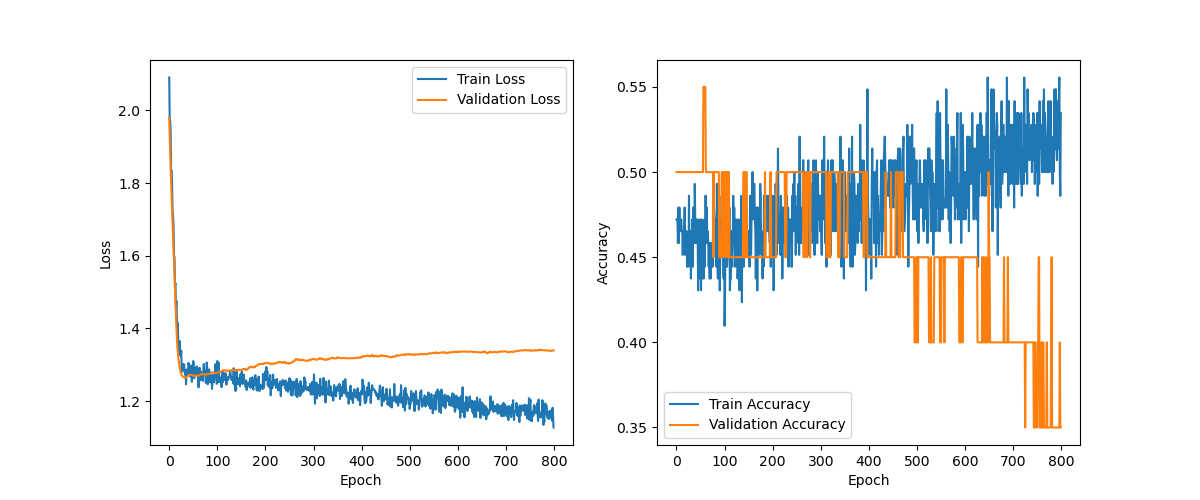 Train Loss
Validation Loss
2.0
1.8
1.6
1.4
1.2
Loss
0 100 200 300 400 500 600 700 800
Epoch
0.55
0.50
0.45
0.40
0.35
Accuracy
Train Accuracy
Validation Accuracy
0 100 200 300 400 500 600 700 800
Epoch